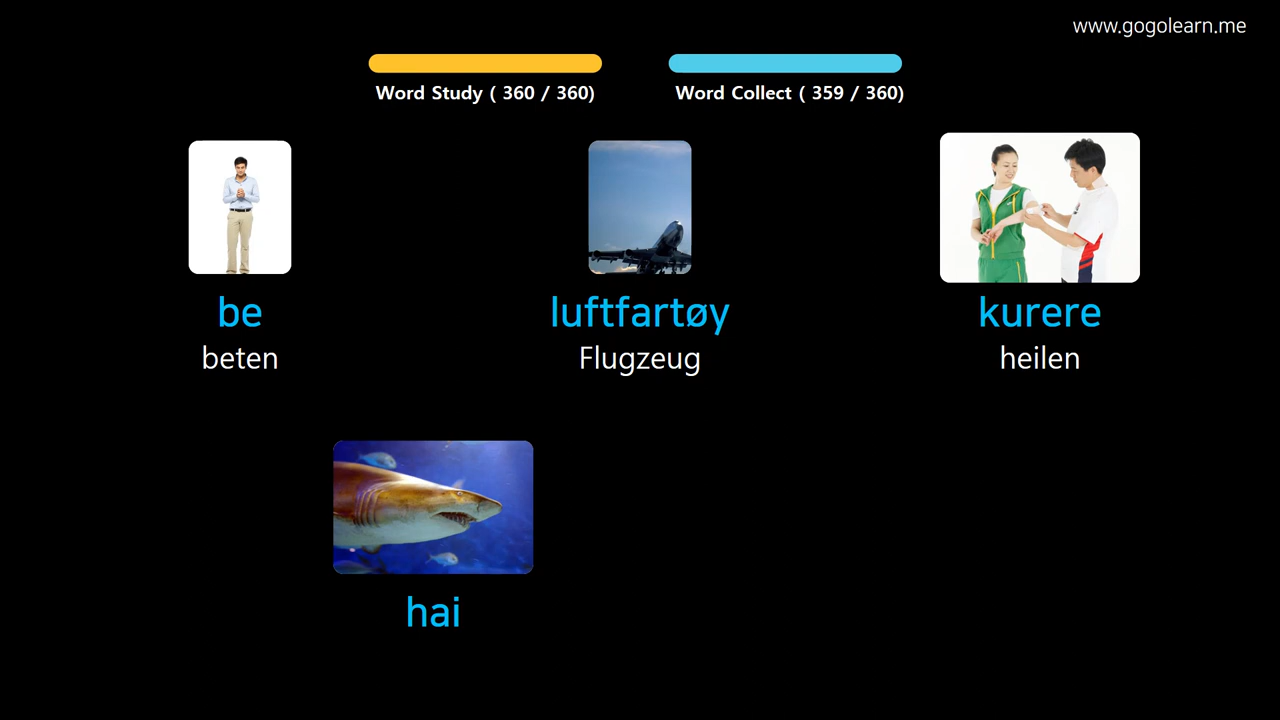 www.gogolearn.me
Word Study ( 360 / 360)
Word Collect ( 359 / 360)
be
luftfartøy
kurere
beten
Flugzeug
heilen
hai